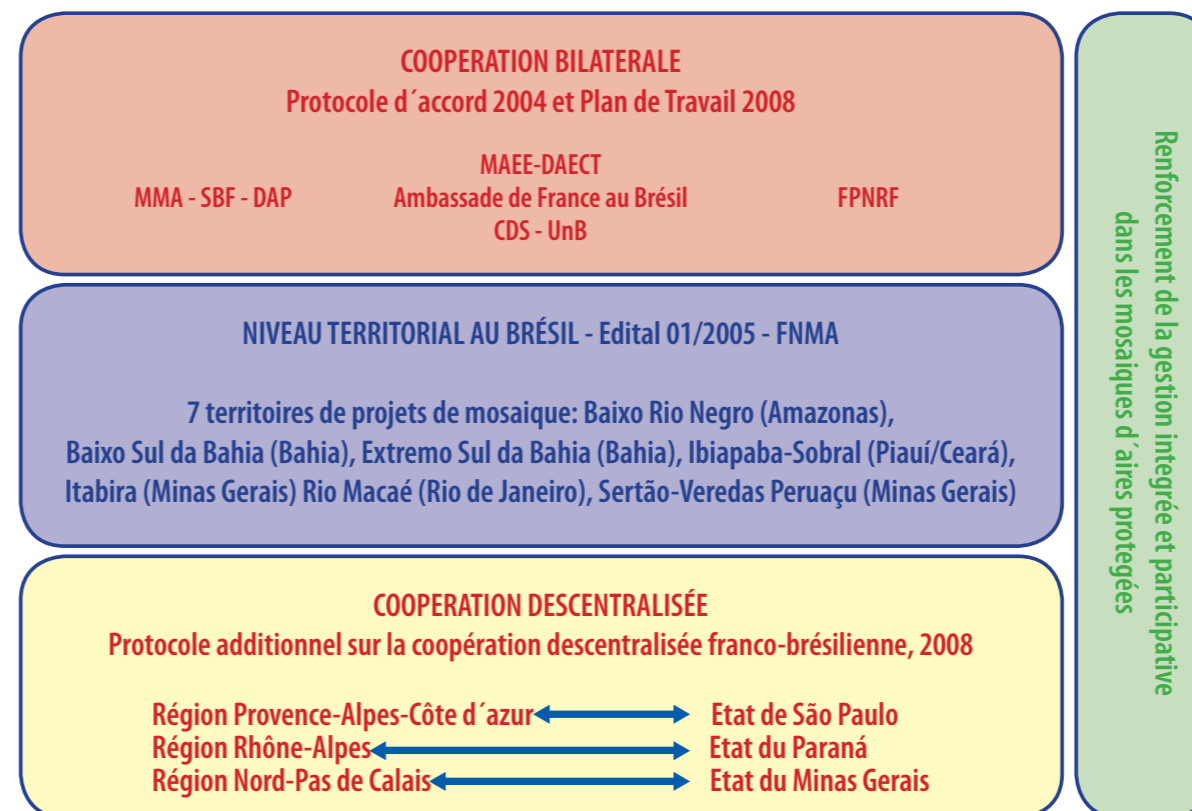 COOPERATION BILATERALE
Protocole d´accord 2004 et Plan de Travail 2008
MMA - SBF - DAP
MAEE-DAECT
Ambassade de France au Brésil
CDS - UnB
FPNRF
NIVEAU TERRITORIAL AU BRÉSIL - Edital 01/2005 - FNMA
7 territoires de projets de mosaique: Baixo Rio Negro (Amazonas),
Baixo Sul da Bahia (Bahia), Extremo Sul da Bahia (Bahia), Ibiapaba-Sobral (Piauí/Ceará),
Itabira (Minas Gerais) Rio Macaé (Rio de Janeiro), Sertão-Veredas Peruaçu (Minas Gerais)
COOPERATION DESCENTRALISÉE
Protocole additionnel sur la coopération descentralisée franco-brésilienne, 2008
Région Provence-Alpes-Côte d´azur Etat de São Paulo
Région Rhône-Alpes Etat du Paraná
Région Nord-Pas de Calais Etat du Minas Gerais
Renforcement de la gestion integrée et participative
dans les mosaiques d´aires protegées